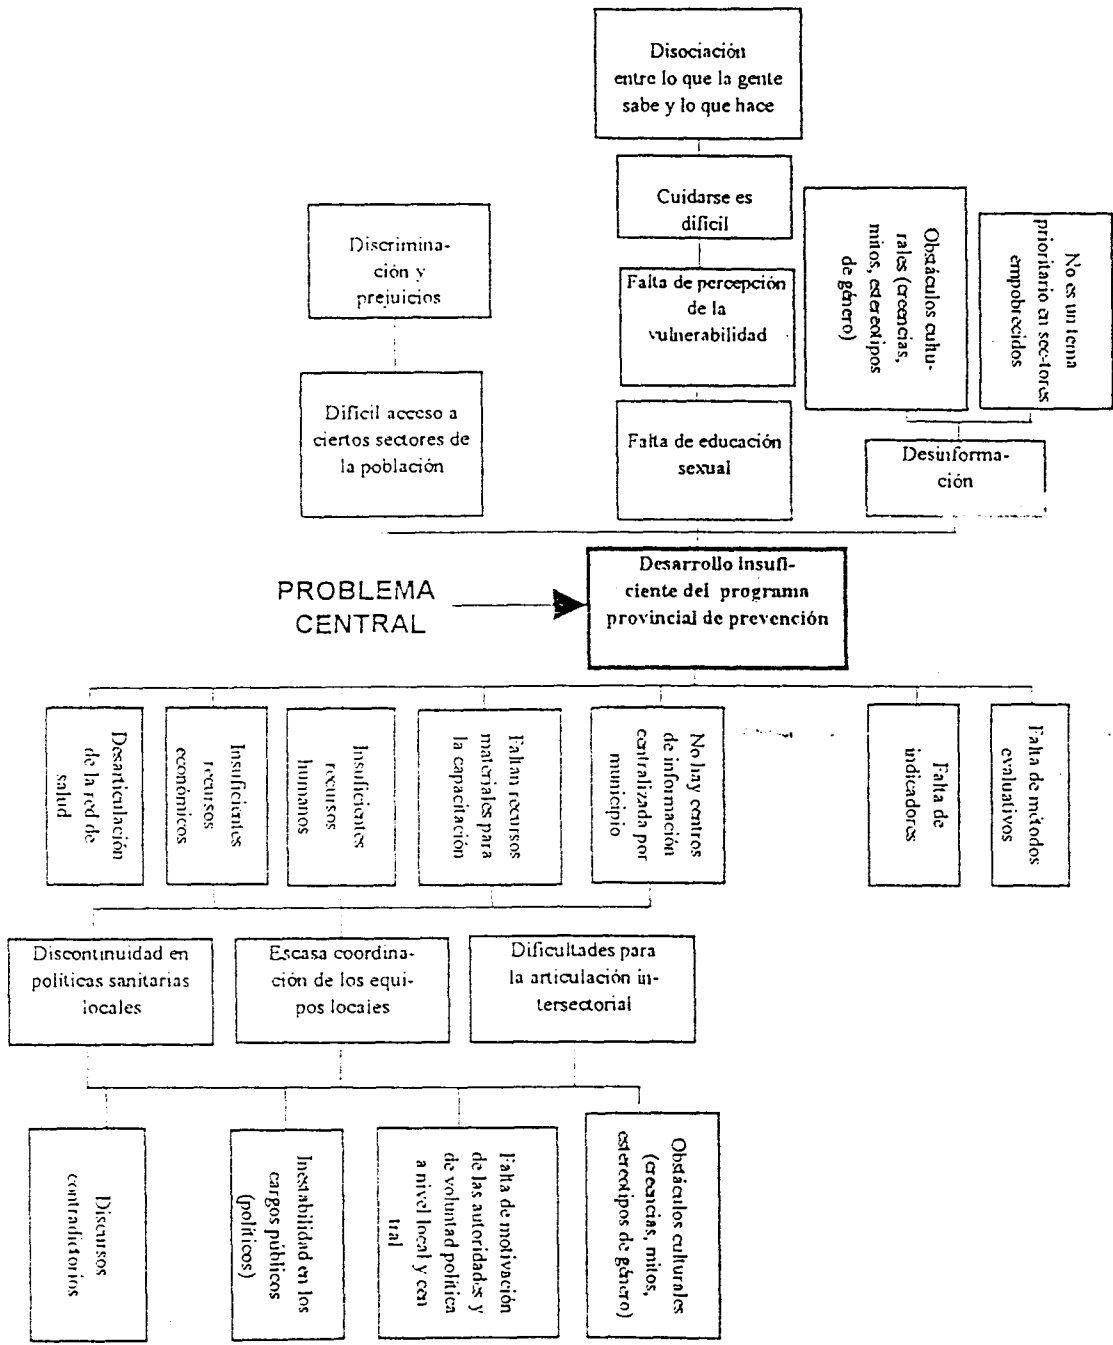 Disociación
entre lo que la gente
sabe y lo que hace
Cuidarse es
difícil
Discrimina-
ción y
prejuicios
Falta de percepción
de la
vulnerabilidad
Obstáculos cultu-
rales (creencias,
mitos, estereotipos
de género)
No es un tema
prioritario en sec-tores
empobrecidos
Difícil acceso a
ciertos sectores de
la población
Falta de educación
sexual
Desinforma-
ción
PROBLEMA
CENTRAL
Desarrollo insufi-
ciente del programa
provincial de prevención
Desarticulación
de la red de
salud
Insuficientes
recursos
económicos
Insuficientes
recursos
humanos
Faltan recursos
materiales para
la capacitación
No hay centros
de información
centralizada por
municipio
Falta de
indicadores
Falta de métodos
evaluativos
Discontinuidad en
políticas sanitarias
locales
Escasa coordina-
ción de los equi-
pos locales
Dificultades para
la articulación in-
tersectorial
Discursos
contradictorios
Inestabilidad en los
cargos públicos
(políticos)
Falta de motivación
de las autoridades y
de voluntad política
a nivel local y cen
tral
Obstáculos culturales
(creencias, mitos,
estereotipos de género)